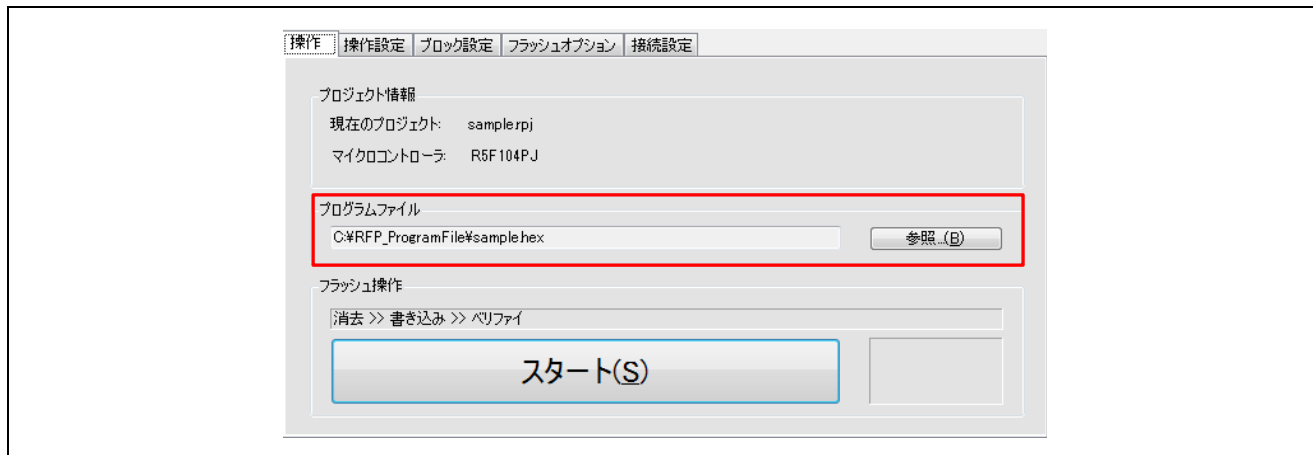 操作 操作設定 ブロック設定 フラッシュオプション 接続設定
プロジェクト情報
現在のプロジェクト: sample.rpj
マイクロコントローラ: R5F104PJ
プログラムファイル
C:¥RFP_ProgramFile¥sample.hex 参照...(B)
フラッシュ操作
消去 >> 書き込み >> ベリファイ
スタート(S)